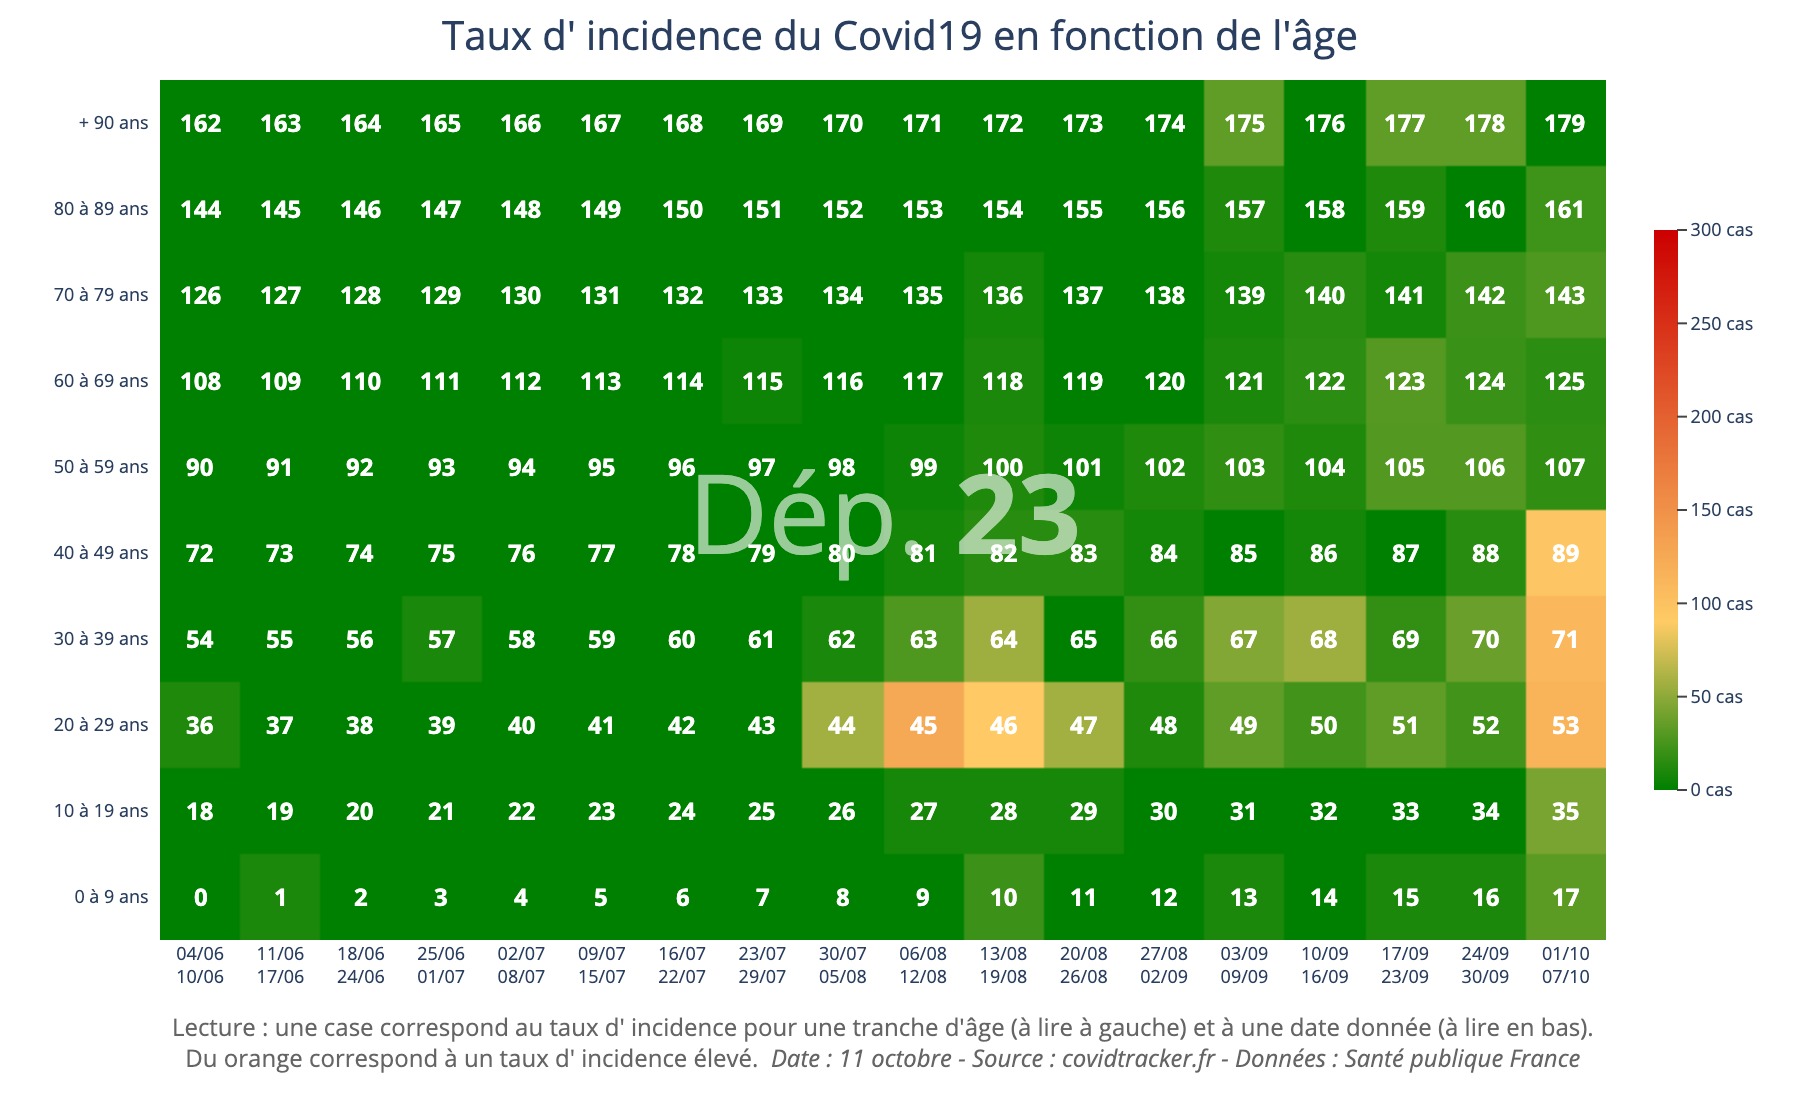 Taux d' incidence du Covid19 en fonction de l'âge
+ 90 ans 162 163 164 165 166 167 168 169 170 171 172 173 174 175 176 177 178 179
80 à 89 ans 144 145 146 147 148 149 150 151 152 153 154 155 156 157 158 159 160 161
70 à 79 ans 126 127 128 129 130 131 132 133 134 135 136 137 138 139 140 141 142 143
60 à 69 ans 108 109 110 111 112 113 114 115 116 117 118 119 120 121 122 123 124 125
50 à 59 ans 90 91 92 93 94 95 96 97 98 99 100 101 102 103 104 105 106 107
Dép. 23
40 à 49 ans 72 73 74 75 76 77 78 79 80 81 82 83 84 85 86 87 88 89
30 à 39 ans 54 55 56 57 58 59 60 61 62 63 64 65 66 67 68 69 70 71
20 à 29 ans 36 37 38 39 40 41 42 43 44 45 46 47 48 49 50 51 52 53
10 à 19 ans 18 19 20 21 22 23 24 25 26 27 28 29 30 31 32 33 34 35
0 à 9 ans 0 1 2 3 4 5 6 7 8 9 10 11 12 13 14 15 16 17
04/06 11/06 18/06 25/06 02/07 09/07 16/07 23/07 30/07 06/08 13/08 20/08 27/08 03/09 10/09 17/09 24/09 01/10
10/06 17/06 24/06 01/07 08/07 15/07 22/07 29/07 05/08 12/08 19/08 26/08 02/09 09/09 16/09 23/09 30/09 07/10
300 cas
250 cas
200 cas
150 cas
100 cas
50 cas
0 cas
Lecture : une case correspond au taux d' incidence pour une tranche d'âge (à lire à gauche) et à une date donnée (à lire en bas).
Du orange correspond à un taux d' incidence élevé. Date : 11 octobre - Source : covidtracker.fr - Données : Santé publique France